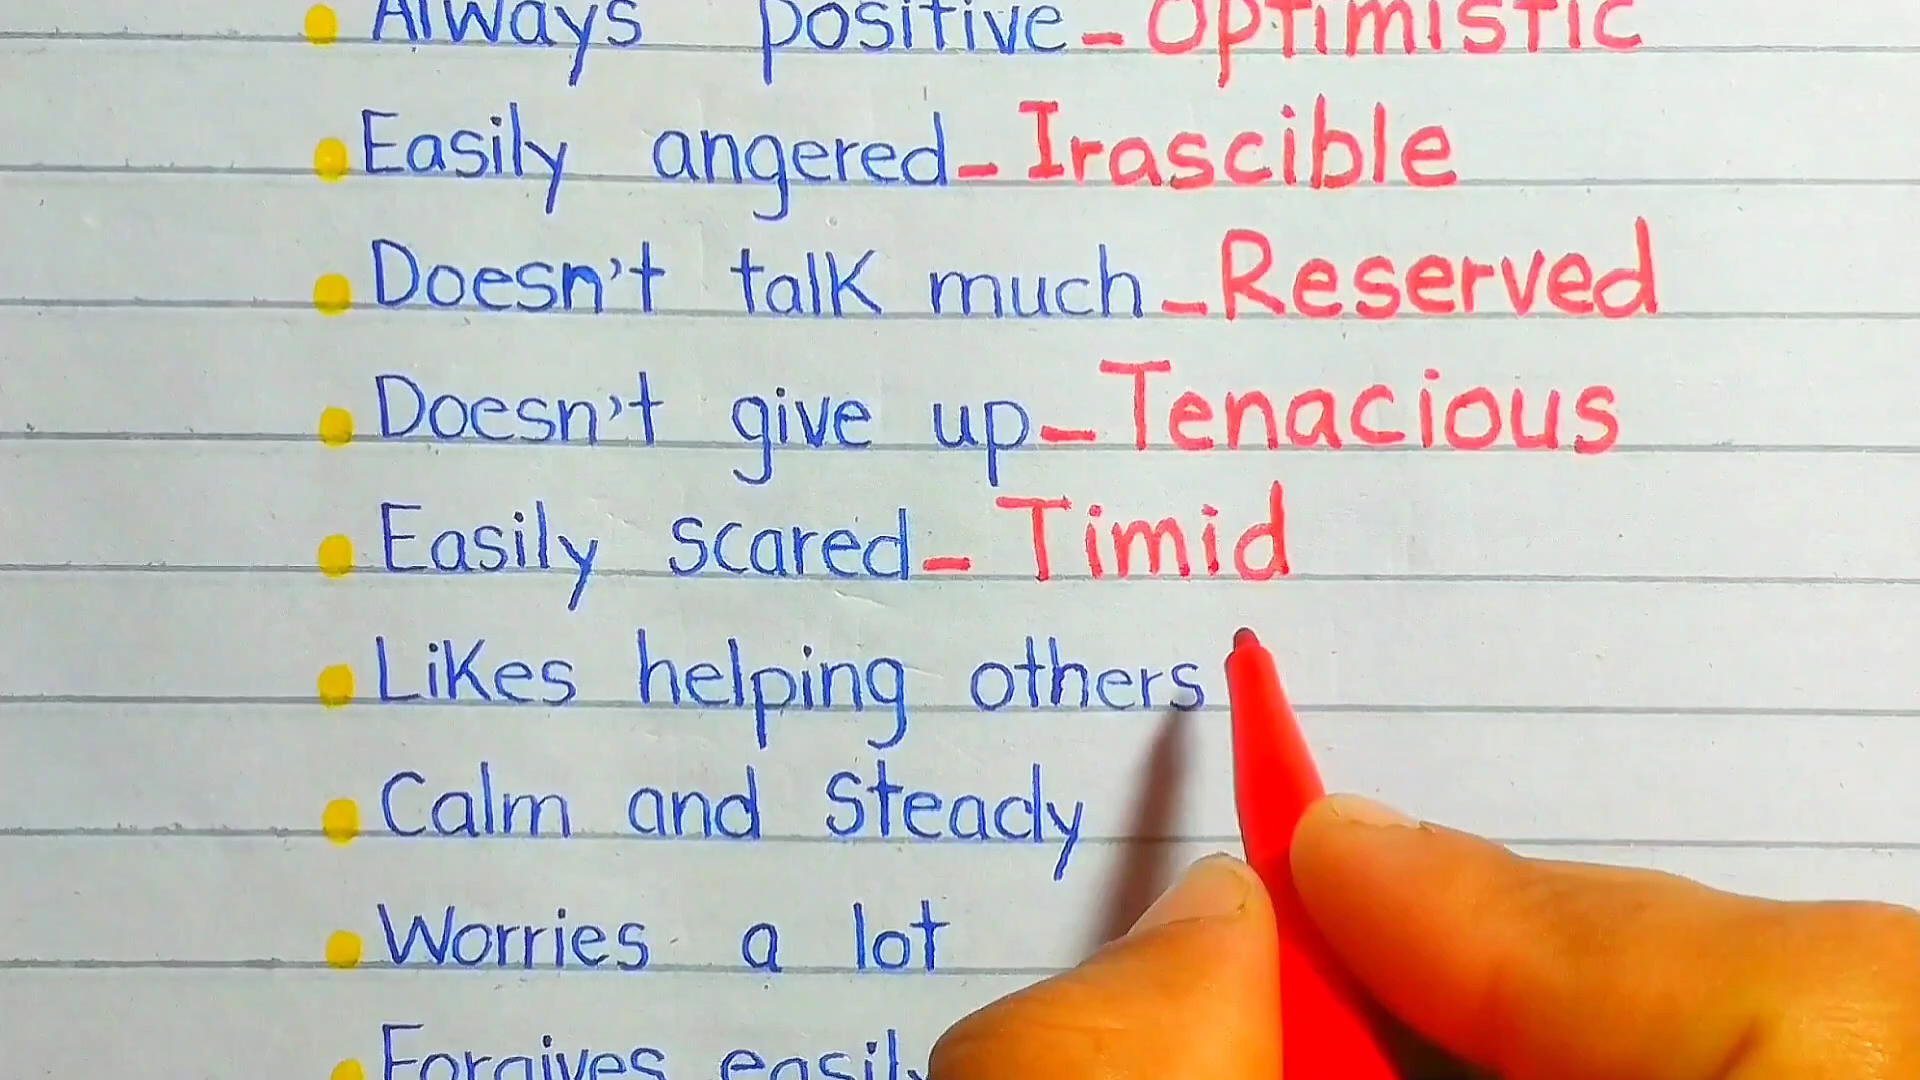 Always positive - Optimistic
Easily angered - Irascible
Doesn't talk much - Reserved
Doesn't give up - Tenacious
Easily scared - Timid
Likes helping others
Calm and steady
Worries a lot
Forgives easily